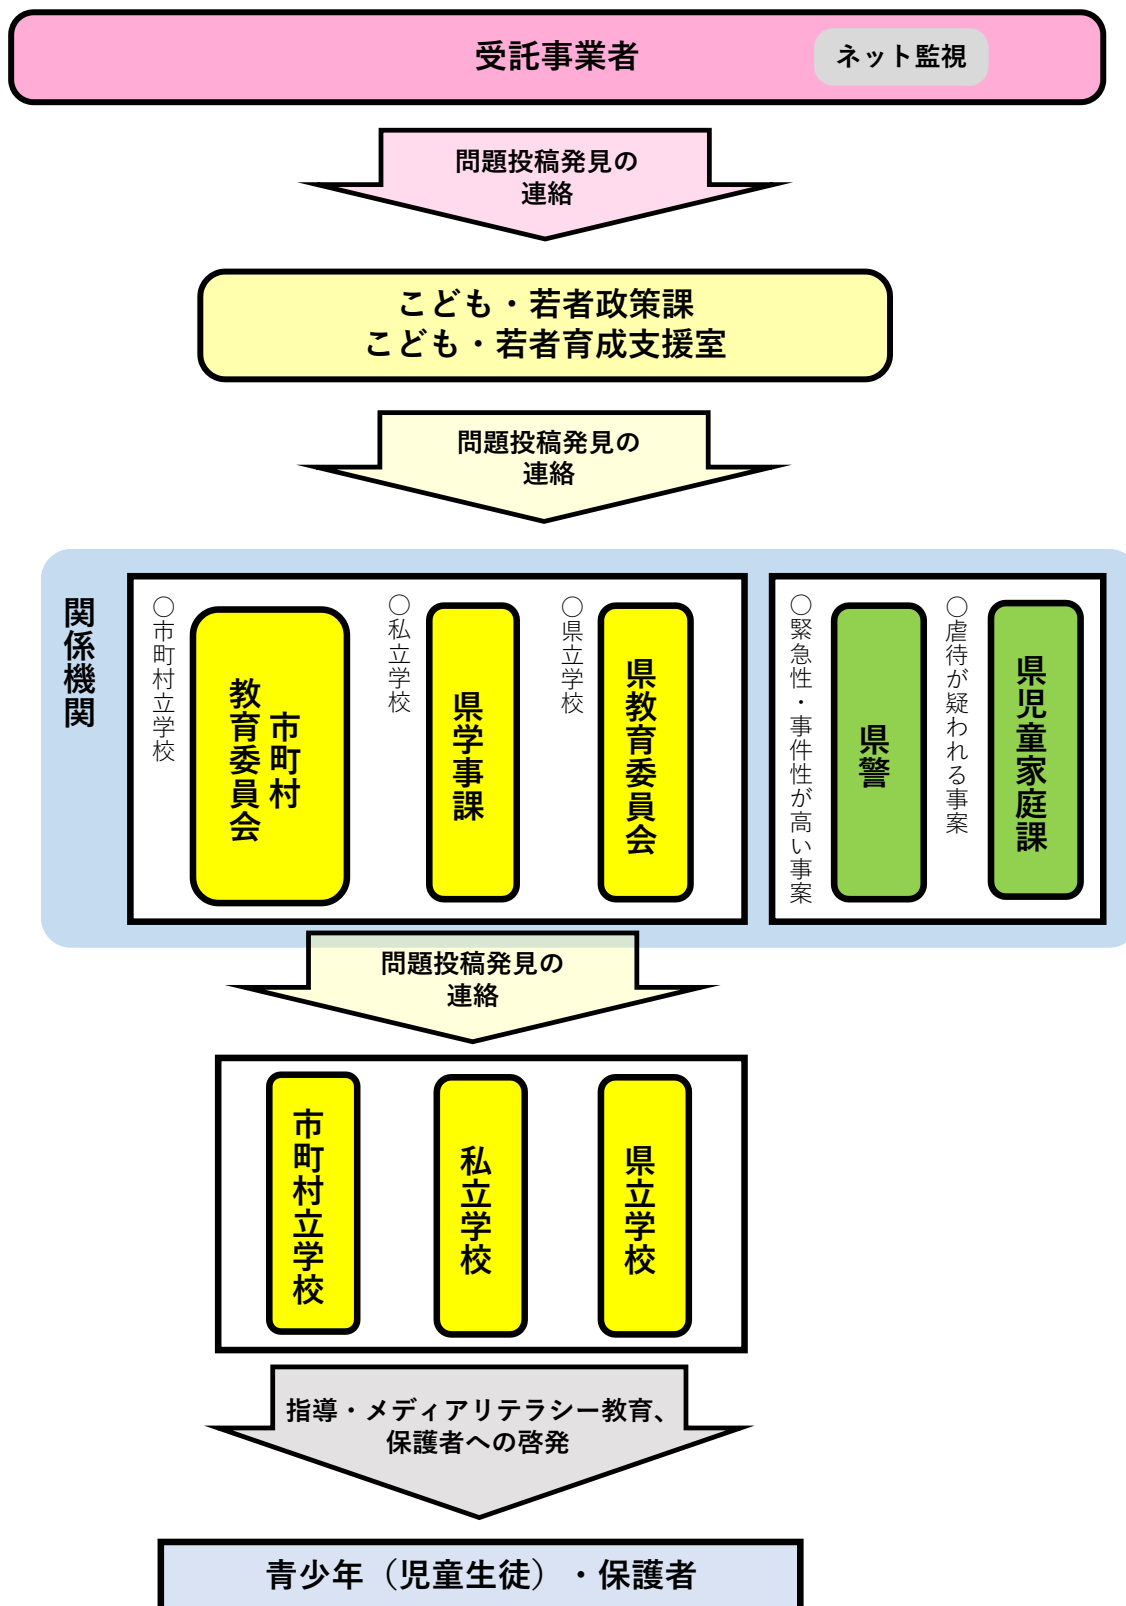 受託事業者
ネット監視
問題投稿発見の
連絡
こども・若者政策課
こども・若者育成支援室
問題投稿発見の
連絡
関係機関
○市町村立学校
市町村
教育委員会
○私立学校
県学事課
○県立学校
県教育委員会
○緊急性・事件性が高い事案
県警
○虐待が疑われる事案
県児童家庭課
問題投稿発見の
連絡
市町村立学校
私立学校
県立学校
指導・メディアリテラシー教育、
保護者への啓発
青少年（児童生徒）・保護者